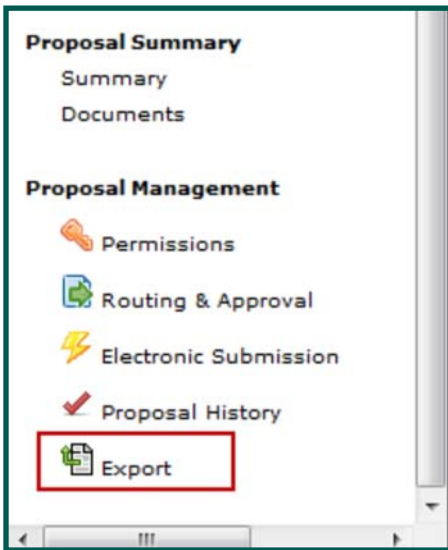 Proposal Summary
Summary
Documents
Proposal Management
Permissions
Routing & Approval
Electronic Submission
Proposal History
Export